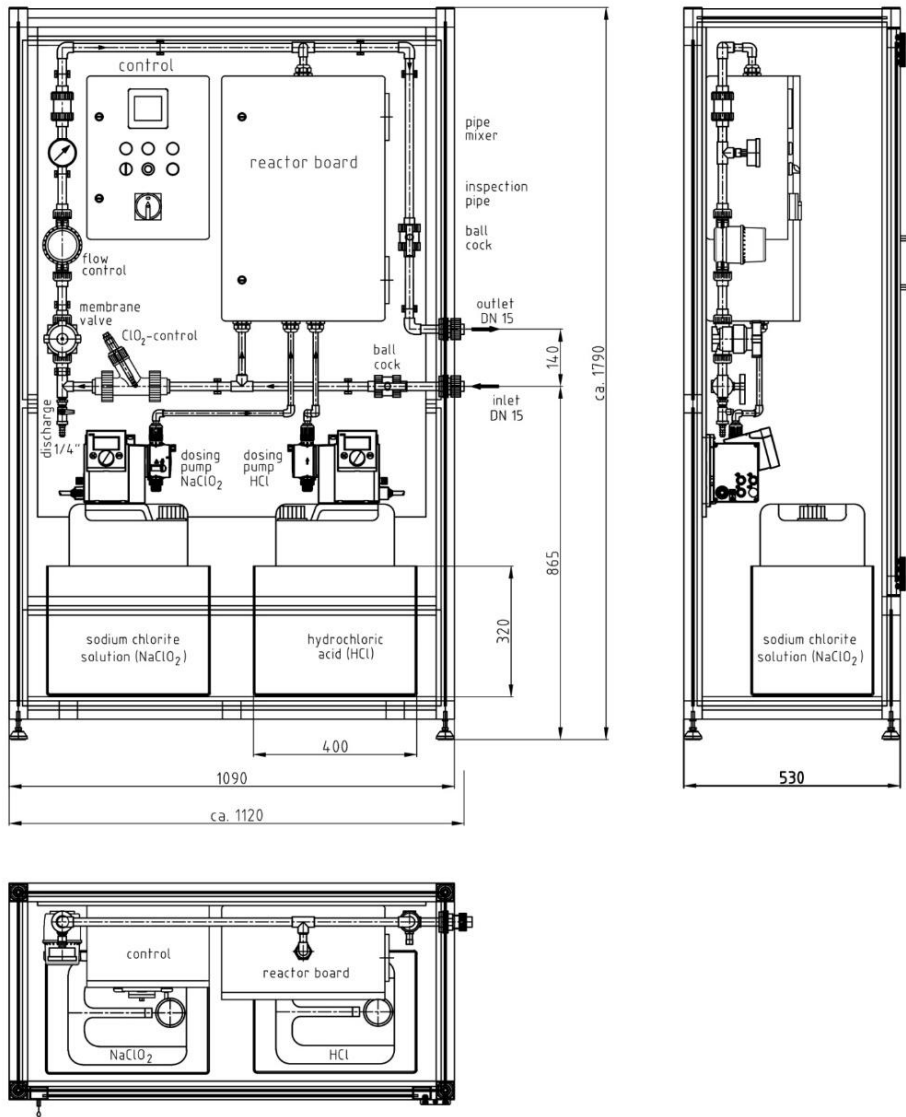 control
reactor board
pipe
mixer
inspection
pipe
ball
cock
flow
control
membrane
valve
ClO₂-control
outlet
DN 15
140
ball
cock
inlet
DN 15
discharge
1/4"
dosing
pump
NaClO₂
dosing
pump
HCl
ca. 1790
865
320
sodium chlorite
solution (NaClO₂)
hydrochloric
acid (HCl)
400
1090
ca. 1120
sodium chlorite
solution (NaClO₂)
530
control
reactor board
NaClO₂
HCl